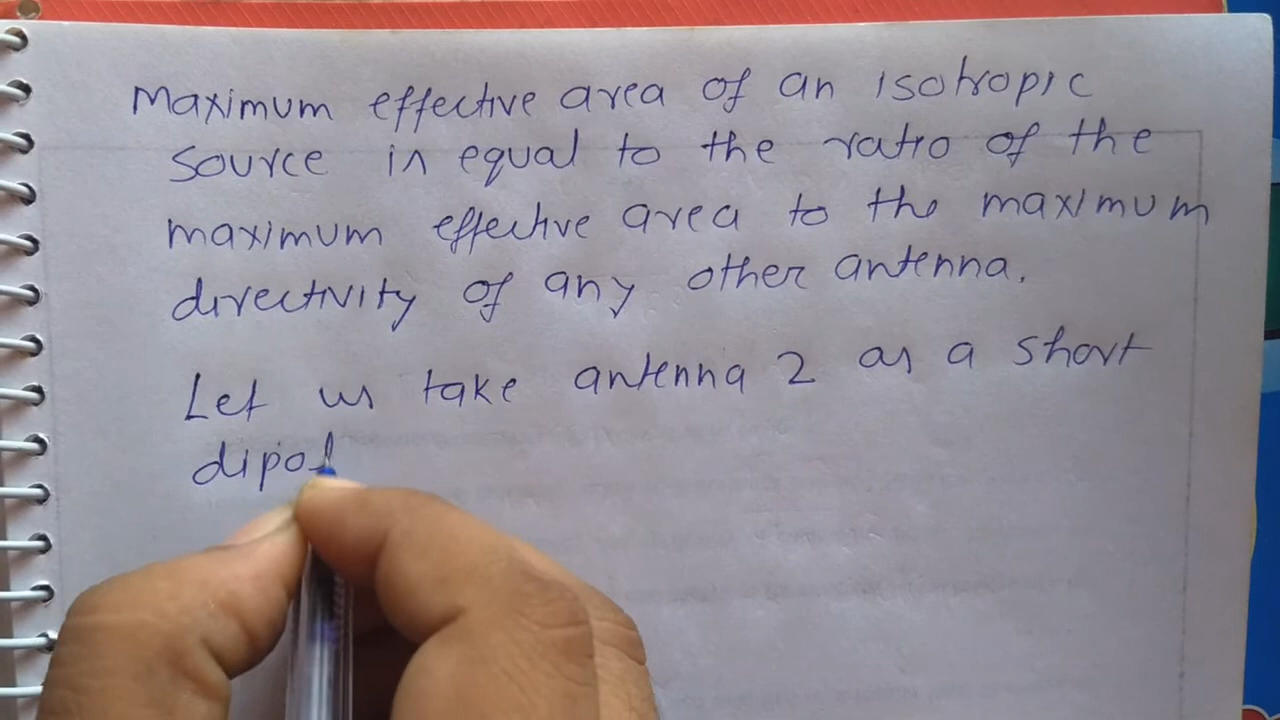 Maximum effective area of an isotropic
source is equal to the ratio of the
maximum effective area to the maximum
directivity of any other antenna.
Let us take antenna 2 as a short
dipol